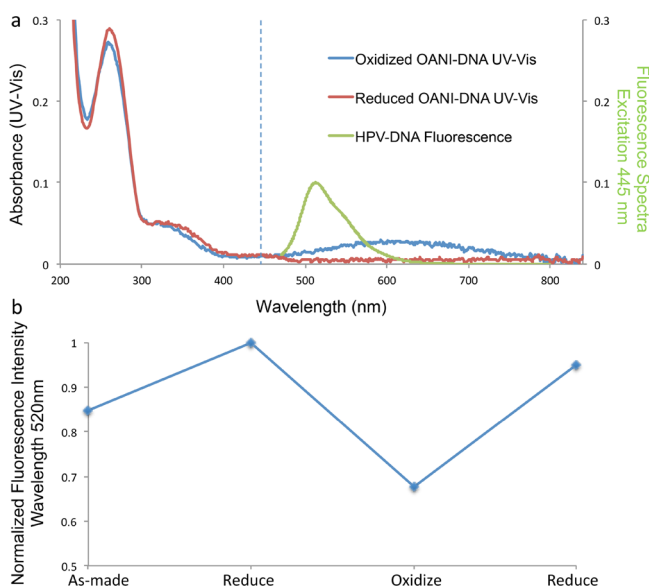 a
0.3
0.2
0.1
0
Absorbance (UV-Vis)
Oxidized OANI-DNA UV-Vis
Reduced OANI-DNA UV-Vis
HPV-DNA Fluorescence
0.3
0.2
0.1
0
Fluorescence Spectra
Excitation 445 nm
200 300 400 500 600 700 800
Wavelength (nm)
b
1
0.9
0.8
0.7
0.6
0.5
Normalized Fluorescence Intensity
Wavelength 520nm
As-made Reduce Oxidize Reduce